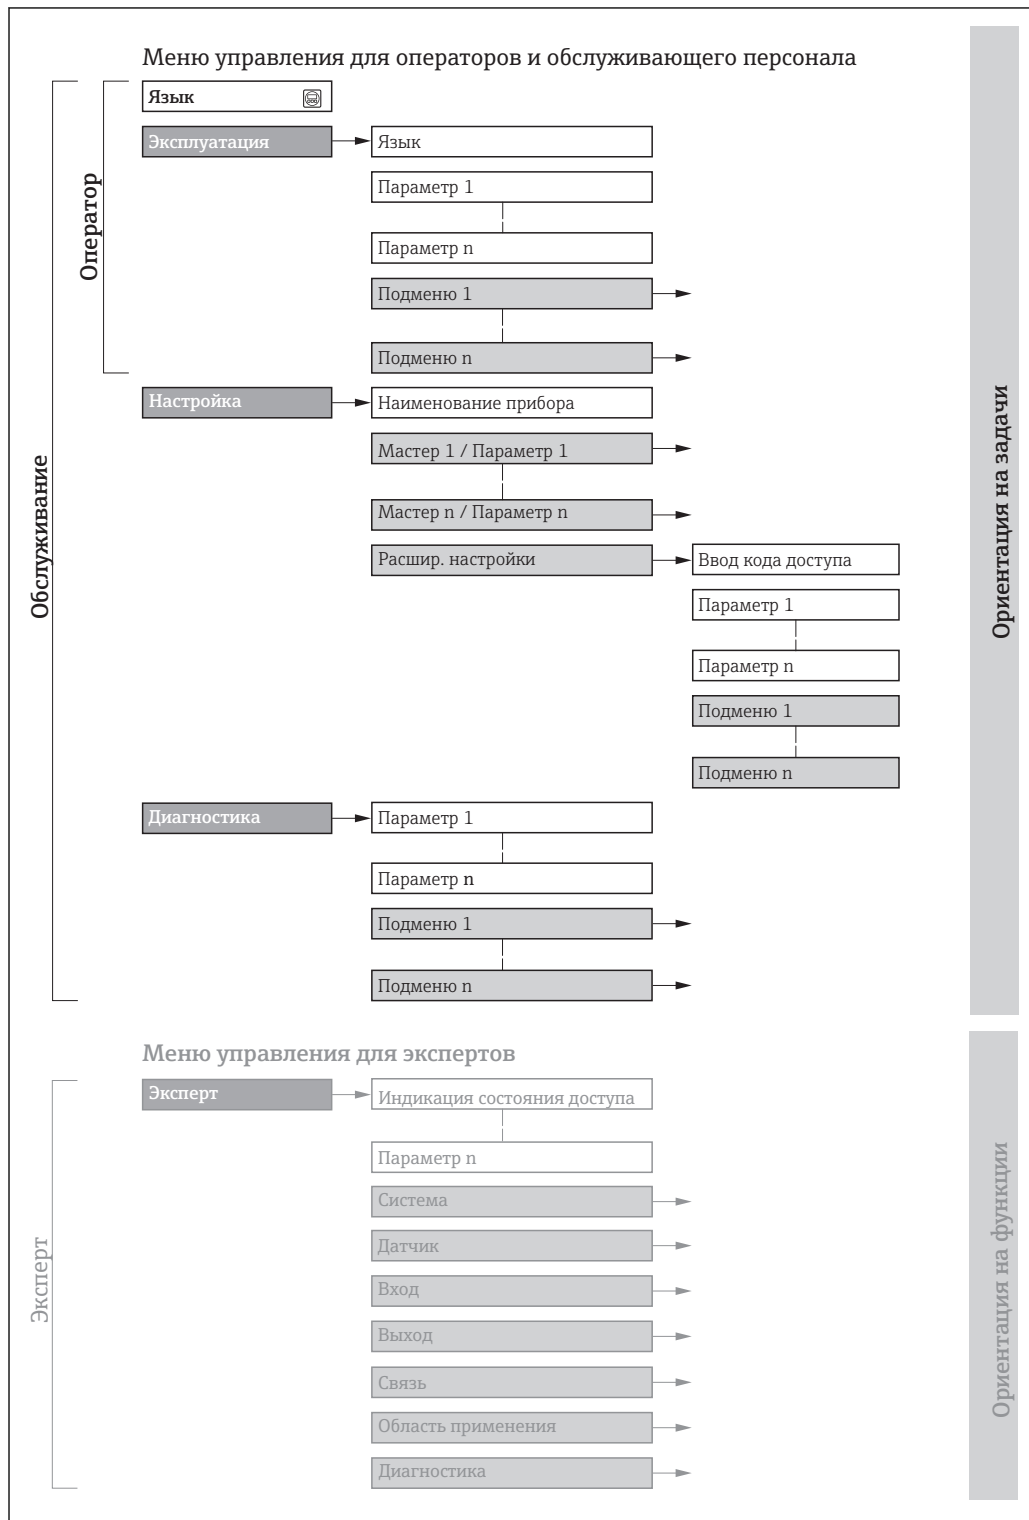 Меню управления для операторов и обслуживающего персонала
Язык
Эксплуатация
Язык
Параметр 1
Параметр n
Подменю 1
Подменю n
Оператор
Настройка
Наименование прибора
Мастер 1 / Параметр 1
Мастер n / Параметр n
Расшир. настройки
Ввод кода доступа
Параметр 1
Параметр n
Подменю 1
Подменю n
Диагностика
Параметр 1
Параметр n
Подменю 1
Подменю n
Обслуживание
Ориентация на задачи
Меню управления для экспертов
Эксперт
Индикация состояния доступа
Параметр n
Система
Датчик
Вход
Выход
Связь
Область применения
Диагностика
Эксперт
Ориентация на функции